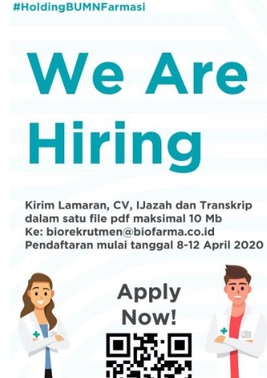 #HoldingBUMNFarmasi
We Are
Hiring
Kirim Lamaran, CV, IJazah dan Transkrip
dalam satu file pdf maksimal 10 Mb
Ke: biorekrutmen@biofarma.co.id
Pendaftaran mulai tanggal 8-12 April 2020
Apply
Now!